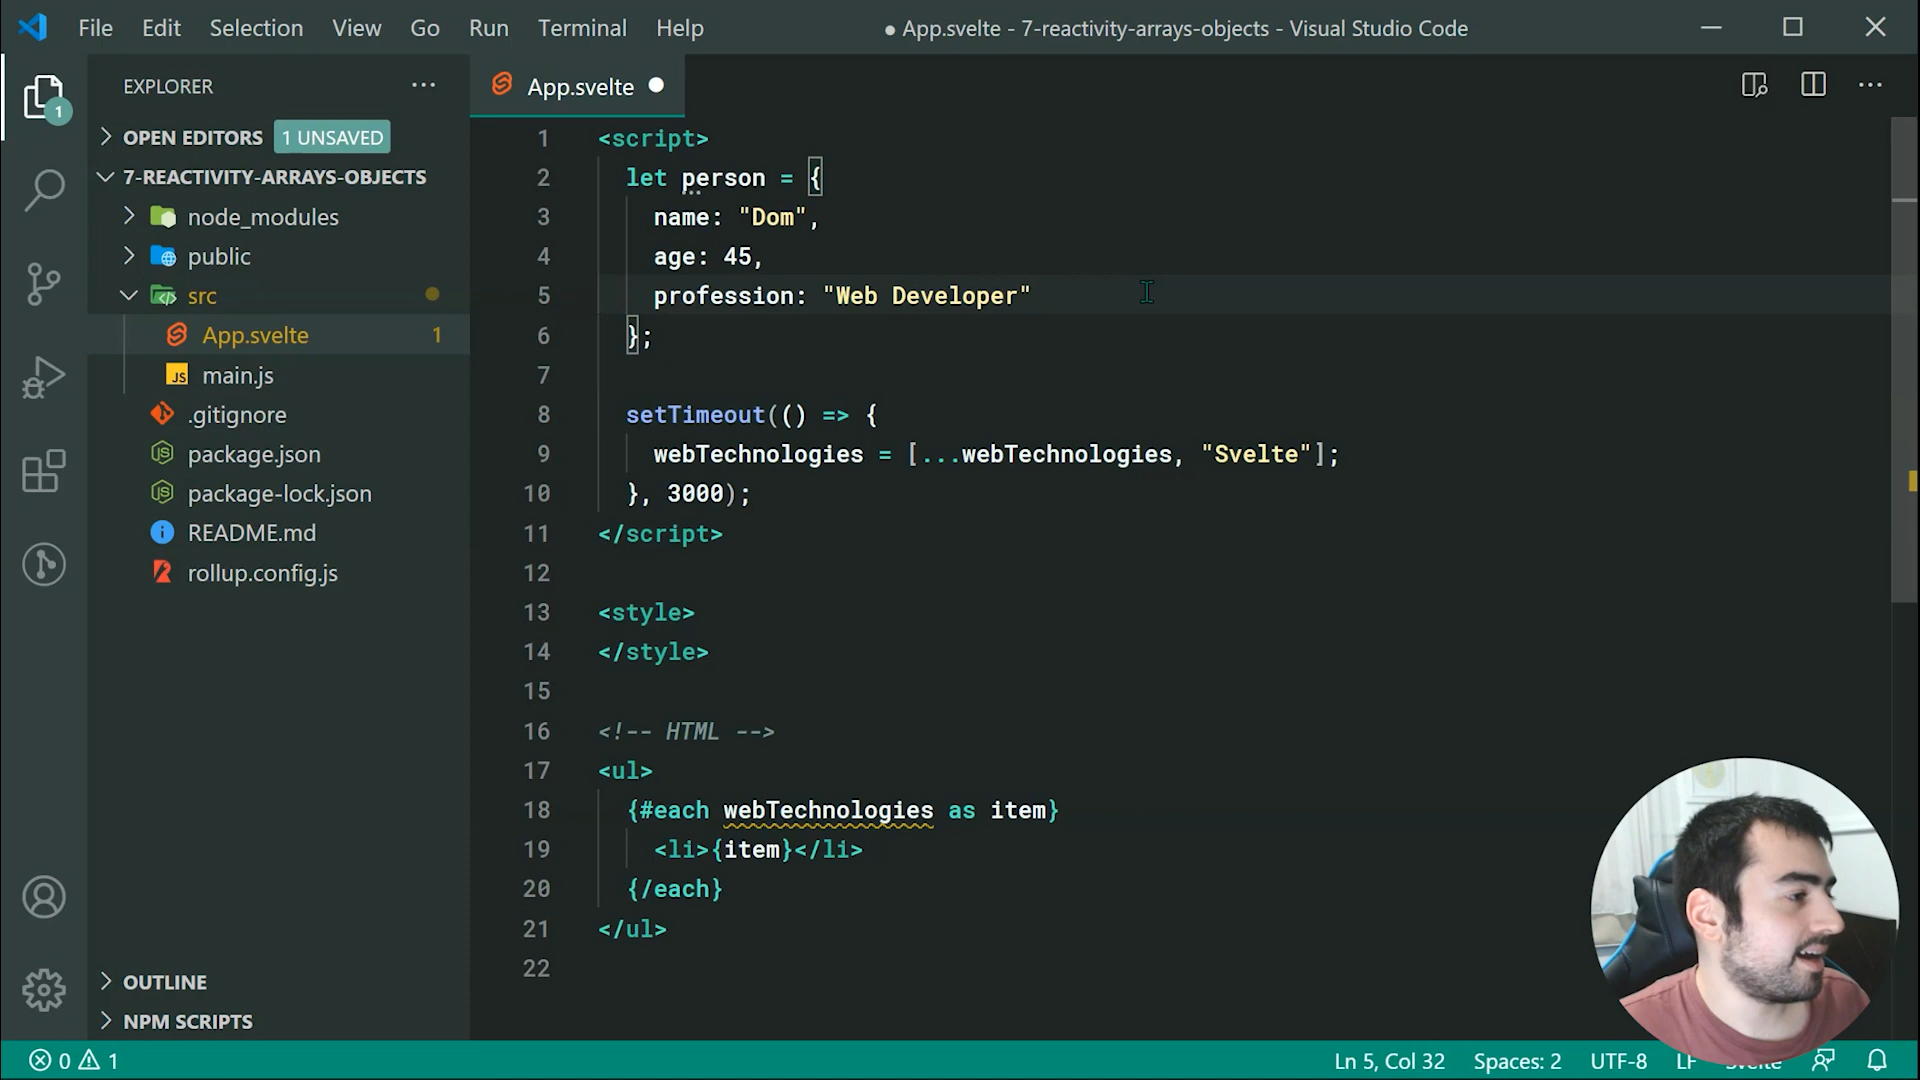 File Edit Selection View Go Run Terminal Help
● App.svelte - 7-reactivity-arrays-objects - Visual Studio Code
EXPLORER
App.svelte
1
OPEN EDITORS 1 UNSAVED
7-REACTIVITY-ARRAYS-OBJECTS
node_modules
public
src
App.svelte 1
JS main.js
.gitignore
package.json
package-lock.json
README.md
rollup.config.js
OUTLINE
NPM SCRIPTS
1 <script>
2 let person = {
3 name: "Dom",
4 age: 45,
5 profession: "Web Developer"
6 };
7
8 setTimeout(() => {
9 webTechnologies = [...webTechnologies, "Svelte"];
10 }, 3000);
11 </script>
12
13 <style>
14 </style>
15
16 <!-- HTML -->
17 <ul>
18 {#each webTechnologies as item}
19 <li>{item}</li>
20 {/each}
21 </ul>
22
0 1
Ln 5, Col 32 Spaces: 2 UTF-8 LF Svelte